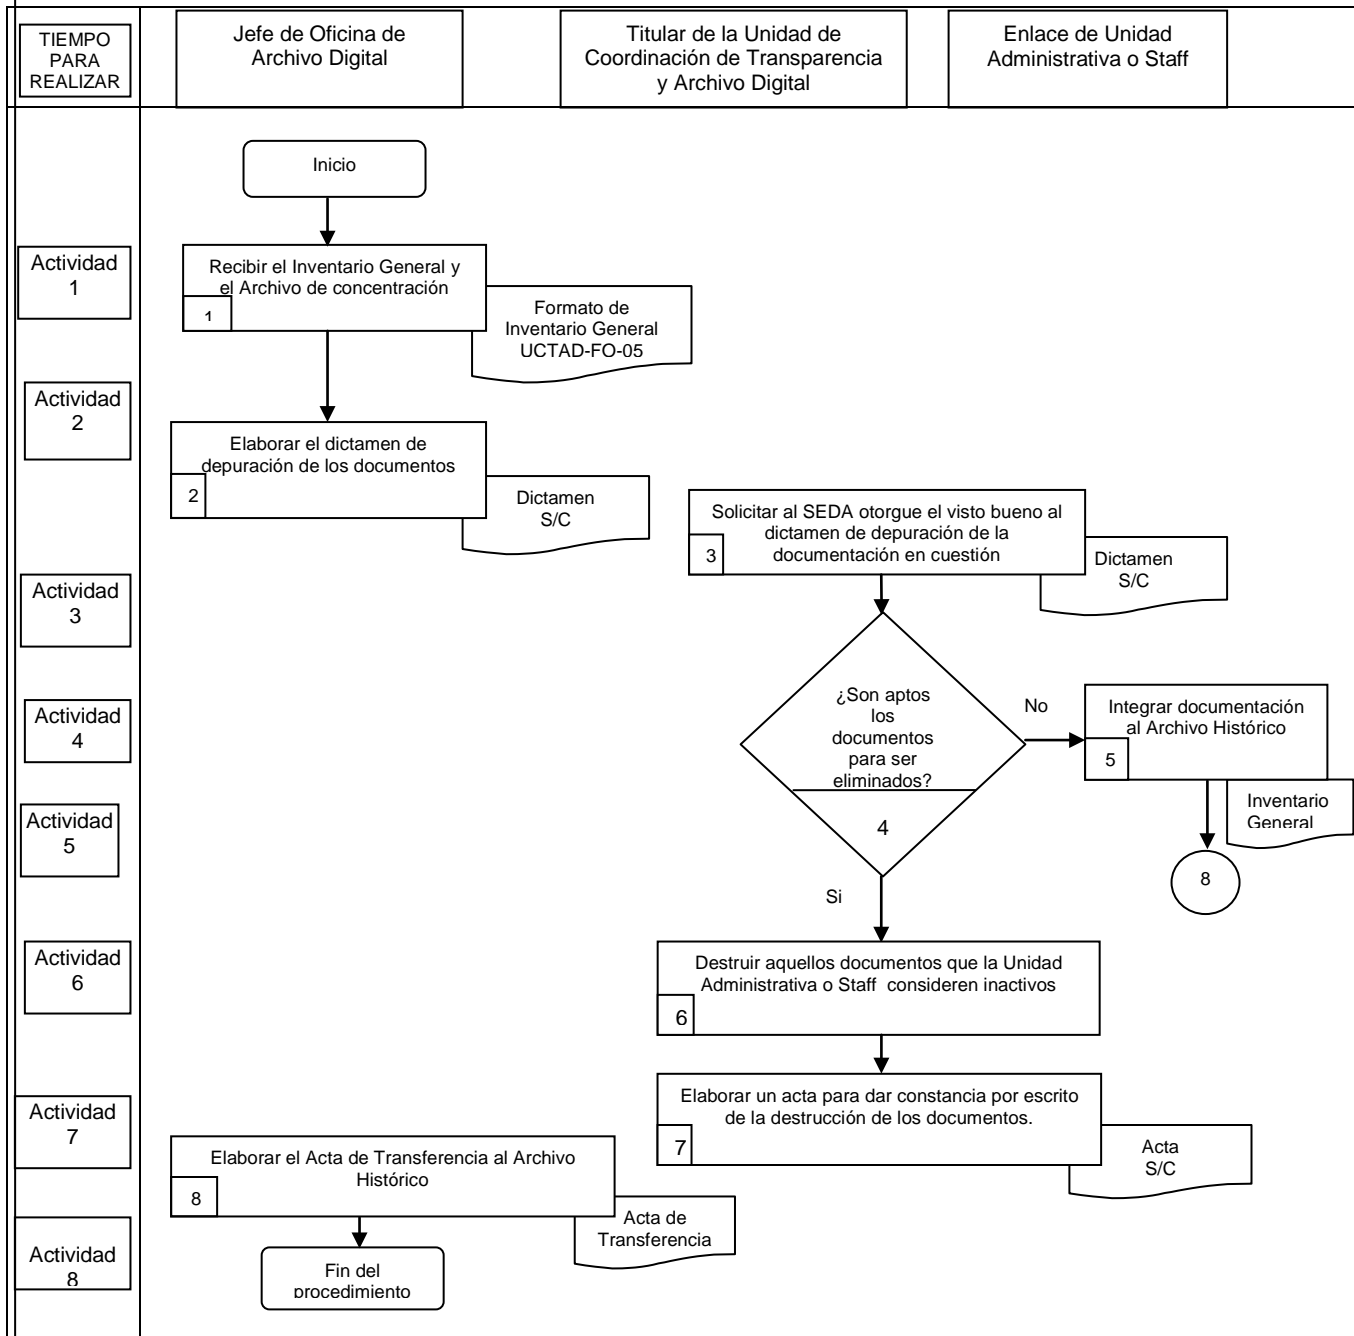 TIEMPO
PARA
REALIZAR
Jefe de Oficina de
Archivo Digital
Titular de la Unidad de
Coordinación de Transparencia
y Archivo Digital
Enlace de Unidad
Administrativa o Staff
Inicio
Actividad
1
Recibir el Inventario General y
el Archivo de concentración
1
Formato de
Inventario General
UCTAD-FO-05
Actividad
2
Elaborar el dictamen de
depuración de los documentos
2
Dictamen
S/C
Solicitar al SEDA otorgue el visto bueno al
dictamen de depuración de la
documentación en cuestión
3
Dictamen
S/C
Actividad
3
¿Son aptos
los
documentos
para ser
eliminados?
4
No
Integrar documentación
al Archivo Histórico
5
Actividad
4
Inventario
General
Actividad
5
8
Si
Actividad
6
Destruir aquellos documentos que la Unidad
Administrativa o Staff consideren inactivos
6
Elaborar un acta para dar constancia por escrito
de la destrucción de los documentos.
7
Actividad
7
Acta
S/C
Elaborar el Acta de Transferencia al Archivo
Histórico
8
Acta de
Transferencia
Actividad
8
Fin del
procedimiento